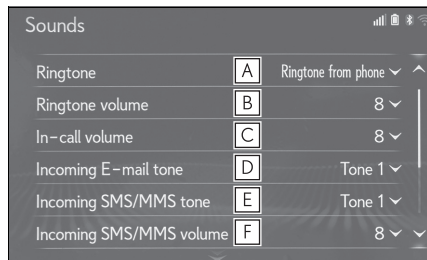 Sounds
Ringtone A Ringtone from phone
Ringtone volume B 8
In-call volume C 8
Incoming E-mail tone D Tone 1
Incoming SMS/MMS tone E Tone 1
Incoming SMS/MMS volume F 8